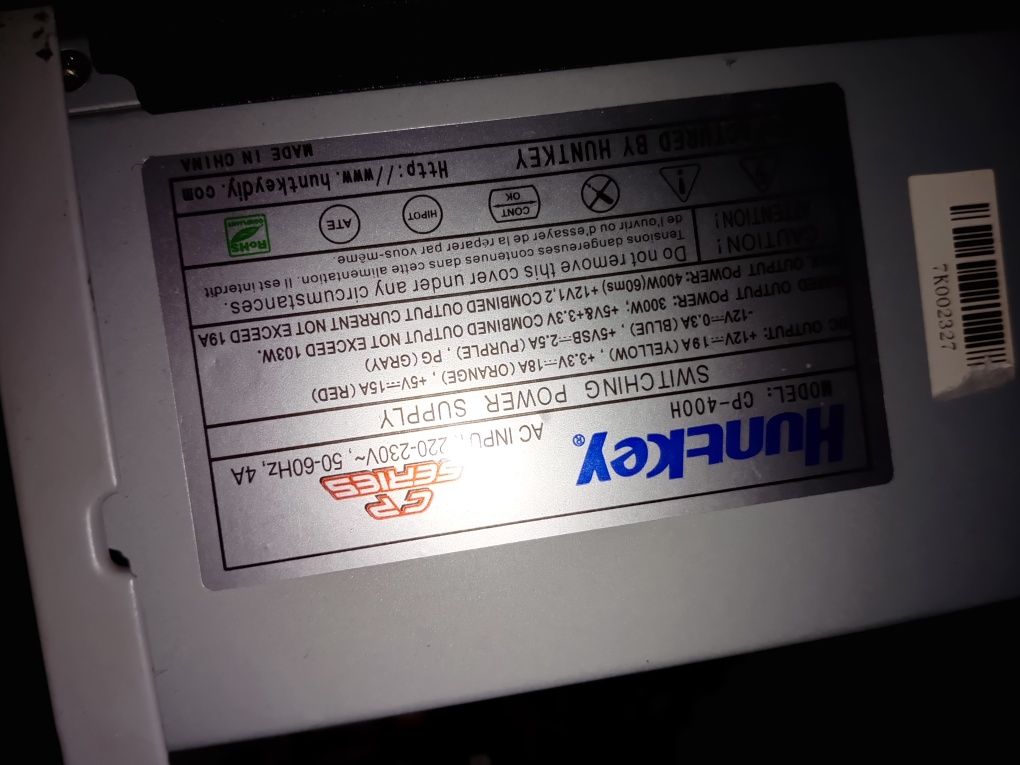 Huntkey®
CP
SERIES
MODEL: CP-400H
AC INPUT: 220-230V~, 50-60Hz, 4A
SWITCHING POWER SUPPLY
DC OUTPUT: +12V⎓19A (YELLOW) , +3.3V⎓18A (ORANGE) , +5V⎓15A (RED)
-12V⎓0.3A (BLUE) , +5VSB⎓2.5A (PURPLE) , PG (GRAY)
OUTPUT POWER: 300W; +5V&+3.3V COMBINED OUTPUT NOT EXCEED 103W.
OUTPUT POWER: 400W(60ms) +12V1,2 COMBINED OUTPUT CURRENT NOT EXCEED 19A
CAUTION!
Do not remove this cover under any circumstances.
ATTENTION!
Tensions dangereuses contenues dans cette alimentation. Il est interdit
de l'ouvrir ou d'essayer de la réparer par vous-même.
CONT
OK
HIPOT
ATE
RoHS
COMPLIANT
Http://www.huntkeydiy.com
BY HUNTKEY
MADE IN CHINA
7K002327